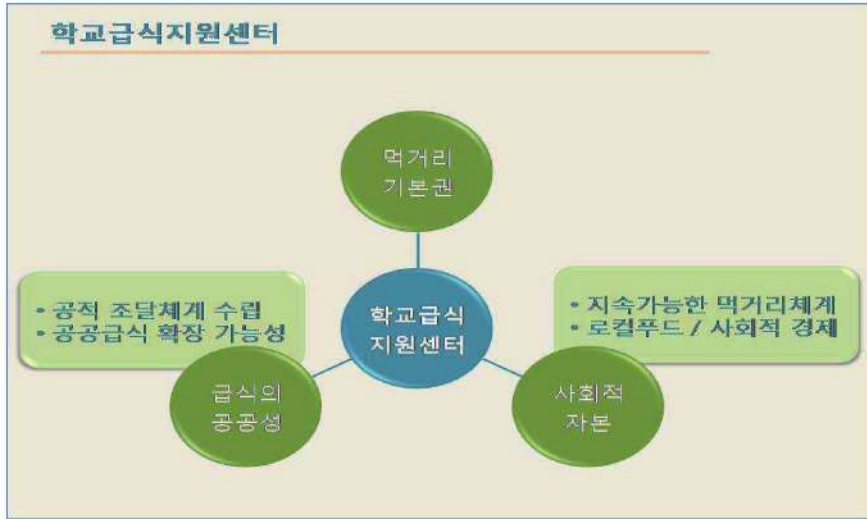 학교급식지원센터
먹거리
기본권
• 공적 조달체계 수립
• 공공급식 확장 가능성
학교급식
지원센터
• 지속가능한 먹거리체계
• 로컬푸드 / 사회적 경제
급식의
공공성
사회적
자본